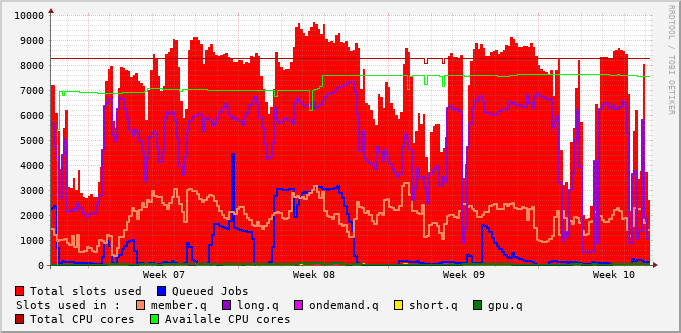 10000
9000
8000
7000
6000
5000
4000
3000
2000
1000
0
Week 07 Week 08 Week 09 Week 10
Total slots used Queued Jobs
Slots used in : member.q long.q ondemand.q short.q gpu.q
Total CPU cores Availale CPU cores
RRDTOOL / TOBI OETIKER